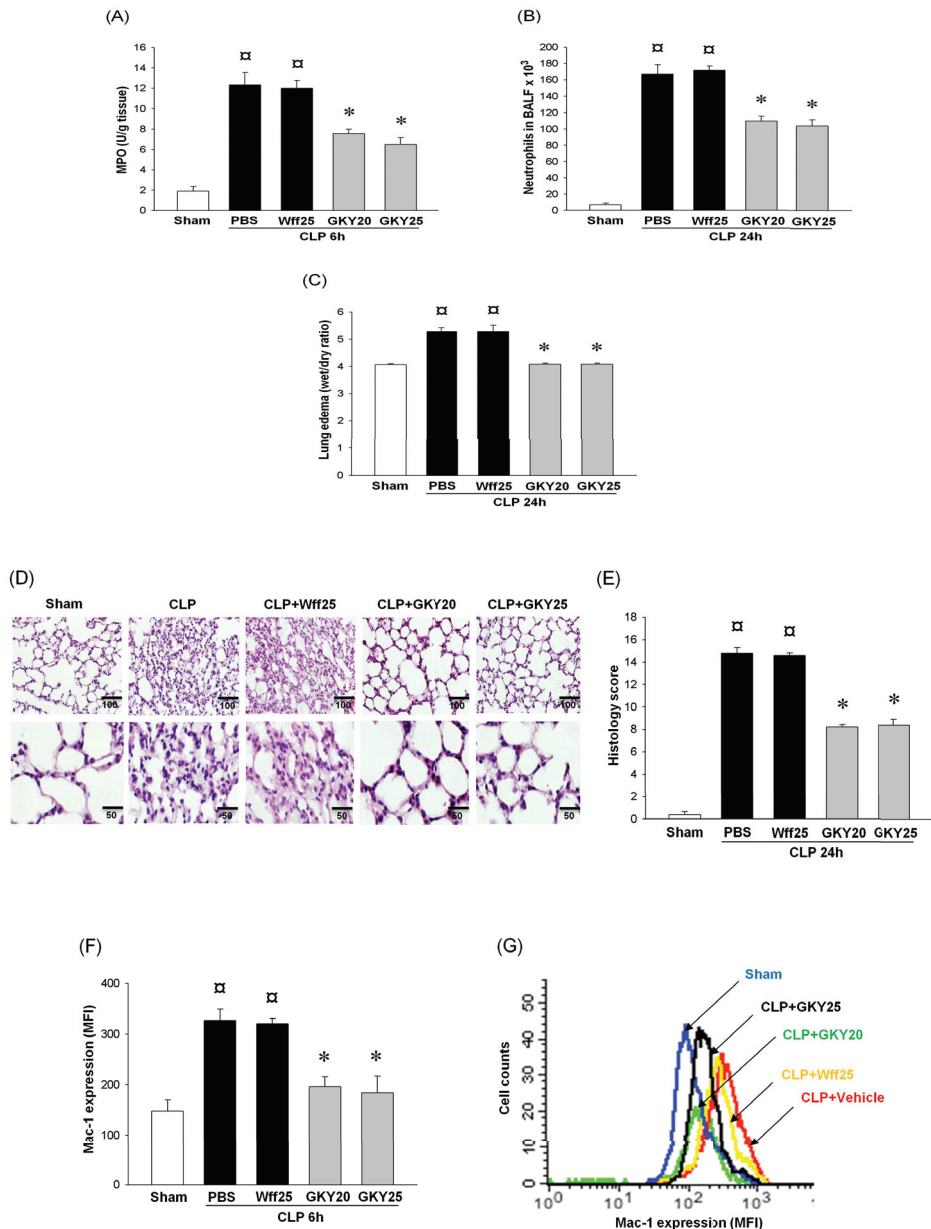 (A)
MPO (U/g tissue)
16
14
12
10
8
6
4
2
0
¤ ¤ * *
Sham PBS Wff25 GKY20 GKY25
CLP 6h
(B)
Neutrophils in BALF x 10³
200
180
160
140
120
100
80
60
40
20
0
¤ ¤ * *
Sham PBS Wff25 GKY20 GKY25
CLP 24h
(C)
Lung edema (wet/dry ratio)
6
5
4
3
2
1
0
¤ ¤ * *
Sham PBS Wff25 GKY20 GKY25
CLP 24h
(D)
Sham CLP CLP+Wff25 CLP+GKY20 CLP+GKY25
100 100 100 100 100
50 50 50 50 50
(E)
Histology score
18
16
14
12
10
8
6
4
2
0
¤ ¤ * *
Sham PBS Wff25 GKY20 GKY25
CLP 24h
(F)
Mac-1 expression (MFI)
400
300
200
100
0
¤ ¤ * *
Sham PBS Wff25 GKY20 GKY25
CLP 6h
(G)
Cell counts
50
40
30
20
10
0
Sham
CLP+GKY25
CLP+GKY20
CLP+Wff25
CLP+Vehicle
10⁰ 10¹ 10² 10³
Mac-1 expression (MFI)